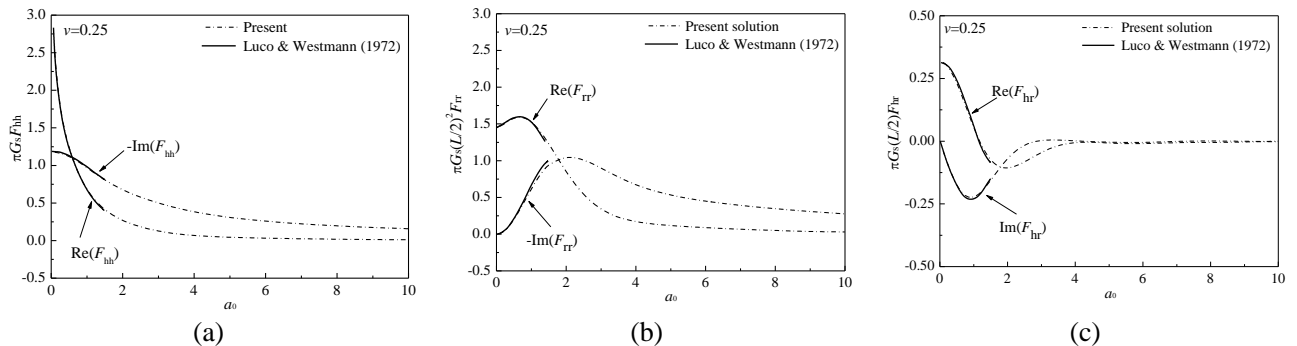 3.0
2.5
2.0
1.5
1.0
0.5
0.0
-0.5
πGsFhh
ν=0.25
Present
Luco & Westmann (1972)
-Im(Fhh)
Re(Fhh)
0 2 4 6 8 10
a0
(a)
3.0
2.5
2.0
1.5
1.0
0.5
0.0
-0.5
πGs(L/2)²Frr
ν=0.25
Present solution
Luco & Westmann (1972)
Re(Frr)
-Im(Frr)
0 2 4 6 8 10
a0
(b)
0.50
0.25
0.00
-0.25
-0.50
πGs(L/2)Fhr
ν=0.25
Present solution
Luco & Westmann (1972)
Re(Fhr)
Im(Fhr)
0 2 4 6 8 10
a0
(c)